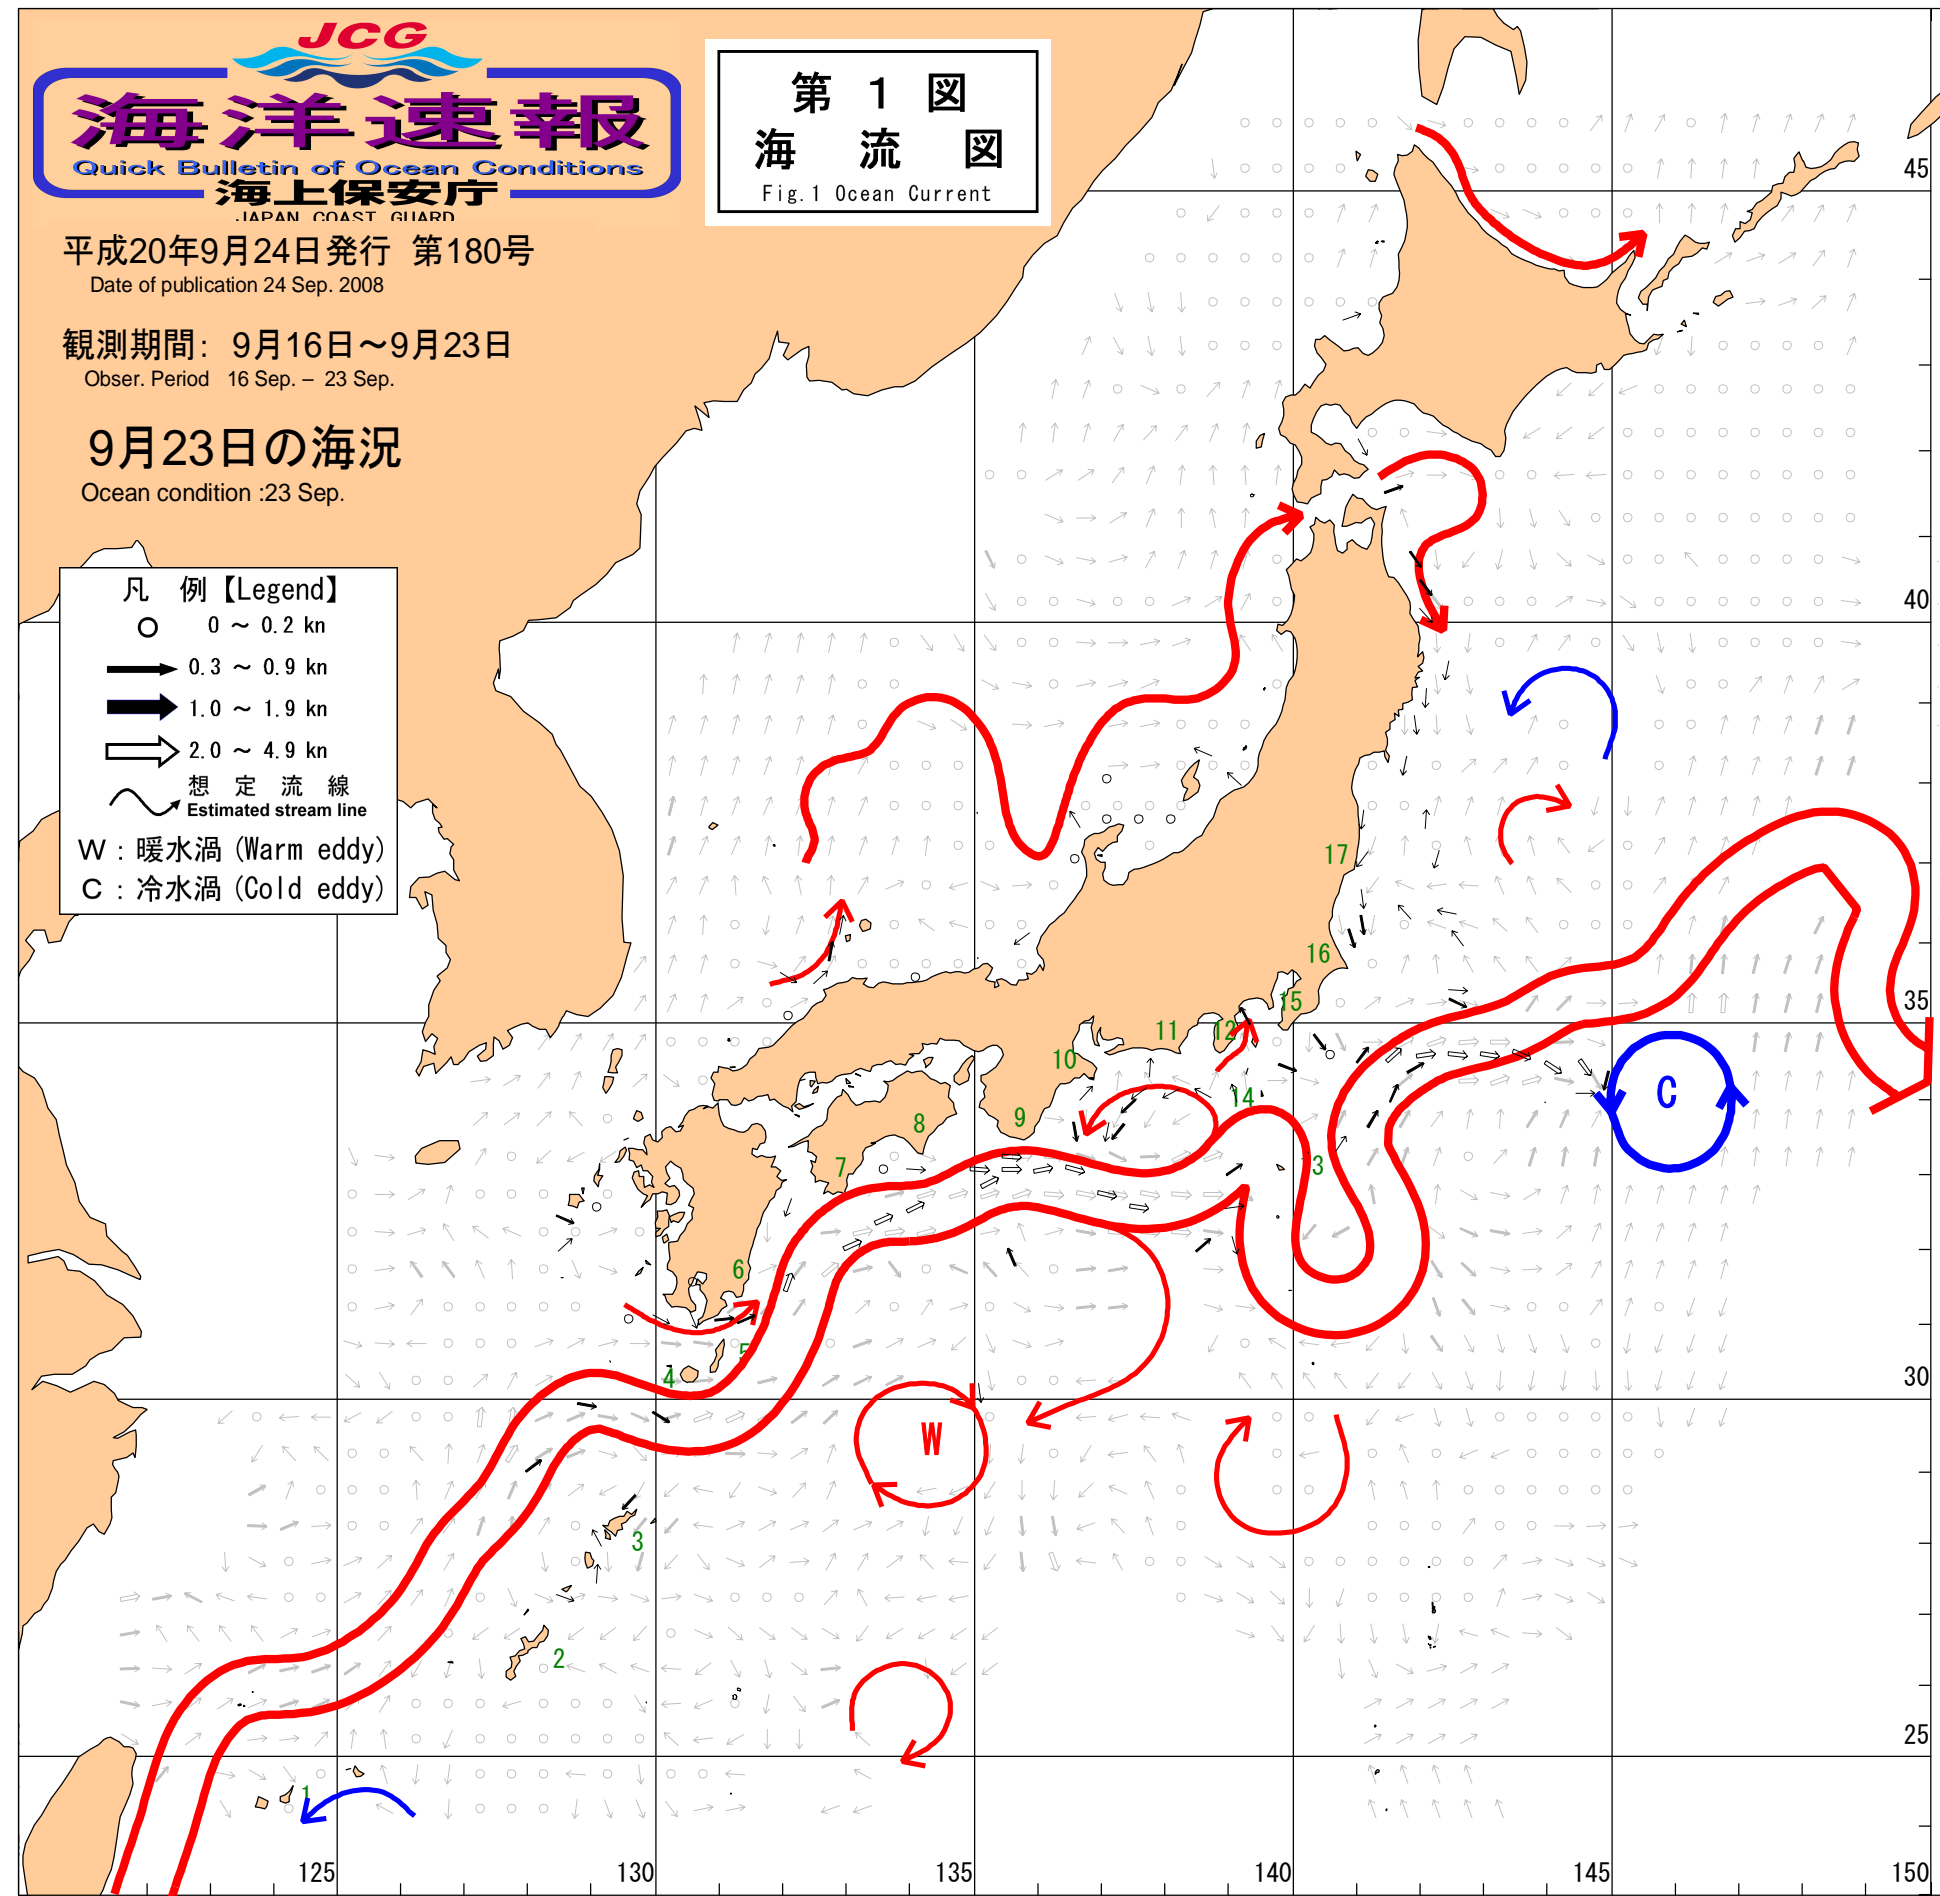 JCG
海洋速報
Quick Bulletin of Ocean Conditions
海上保安庁
JAPAN COAST GUARD
第 1 図
海 流 図
Fig.1 Ocean Current
平成20年9月24日発行 第180号
Date of publication 24 Sep. 2008
観測期間: 9月16日～9月23日
Obser. Period 16 Sep. – 23 Sep.
9月23日の海況
Ocean condition :23 Sep.
凡 例【Legend】
0 ～ 0.2 kn
0.3 ～ 0.9 kn
1.0 ～ 1.9 kn
2.0 ～ 4.9 kn
想 定 流 線
Estimated stream line
W : 暖水渦 (Warm eddy)
C : 冷水渦 (Cold eddy)
45
40
17
16
35
15
12
11
10
C
14
9
8
13
7
6
5
4
30
W
3
2
25
1
125
130
135
140
145
150